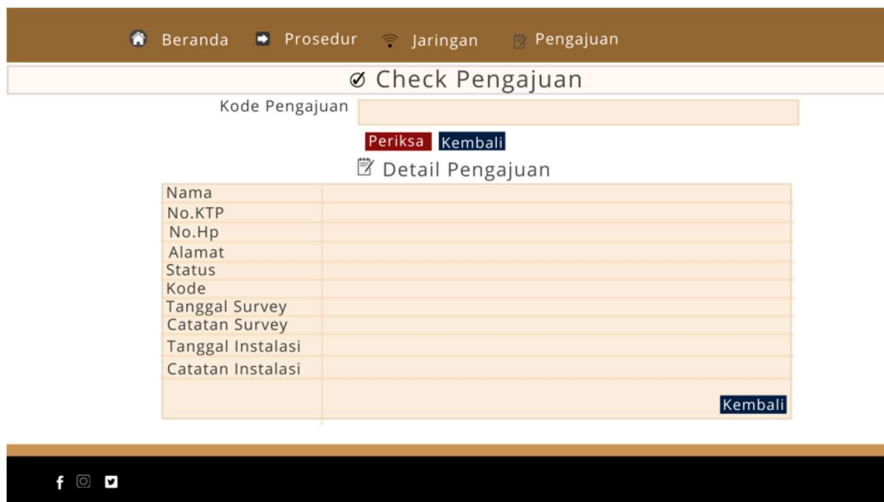 Beranda Prosedur Jaringan Pengajuan
Check Pengajuan
Kode Pengajuan
Periksa Kembali
Detail Pengajuan
Nama
No.KTP
No.Hp
Alamat
Status
Kode
Tanggal Survey
Catatan Survey
Tanggal Instalasi
Catatan Instalasi
Kembali